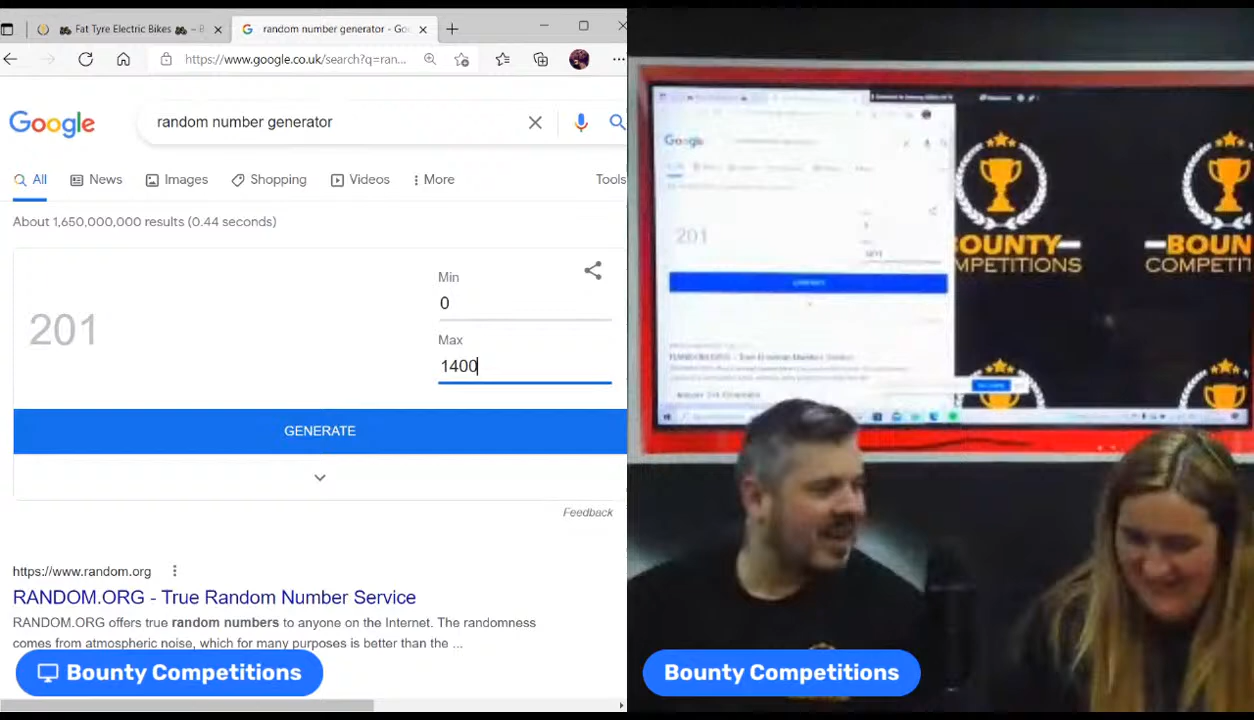 Fat Tyre Electric Bikes
random number generator - Go
https://www.google.co.uk/search?q=ran...
Google
random number generator
All
News
Images
Shopping
Videos
More
Tools
About 1,650,000,000 results (0.44 seconds)
201
Min
0
Max
1400
GENERATE
Feedback
https://www.random.org
RANDOM.ORG - True Random Number Service
RANDOM.ORG offers true random numbers to anyone on the Internet. The randomness
comes from atmospheric noise, which for many purposes is better than the ...
Bounty Competitions
Google
201
GENERATE
BOUNTY
MPETITIONS
BOUN
COMPETIT
Bounty Competitions